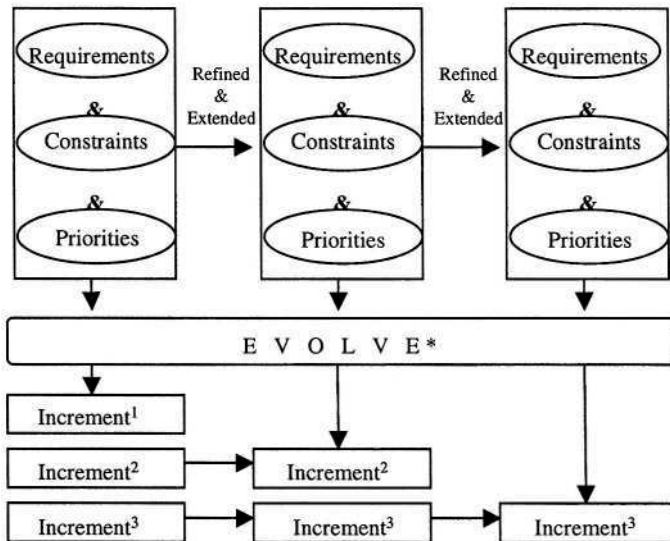 Requirements
&
Constraints
&
Priorities
Refined
&
Extended
Requirements
&
Constraints
&
Priorities
Refined
&
Extended
Requirements
&
Constraints
&
Priorities
E V O L V E*
Increment¹
Increment² Increment²
Increment³ Increment³ Increment³